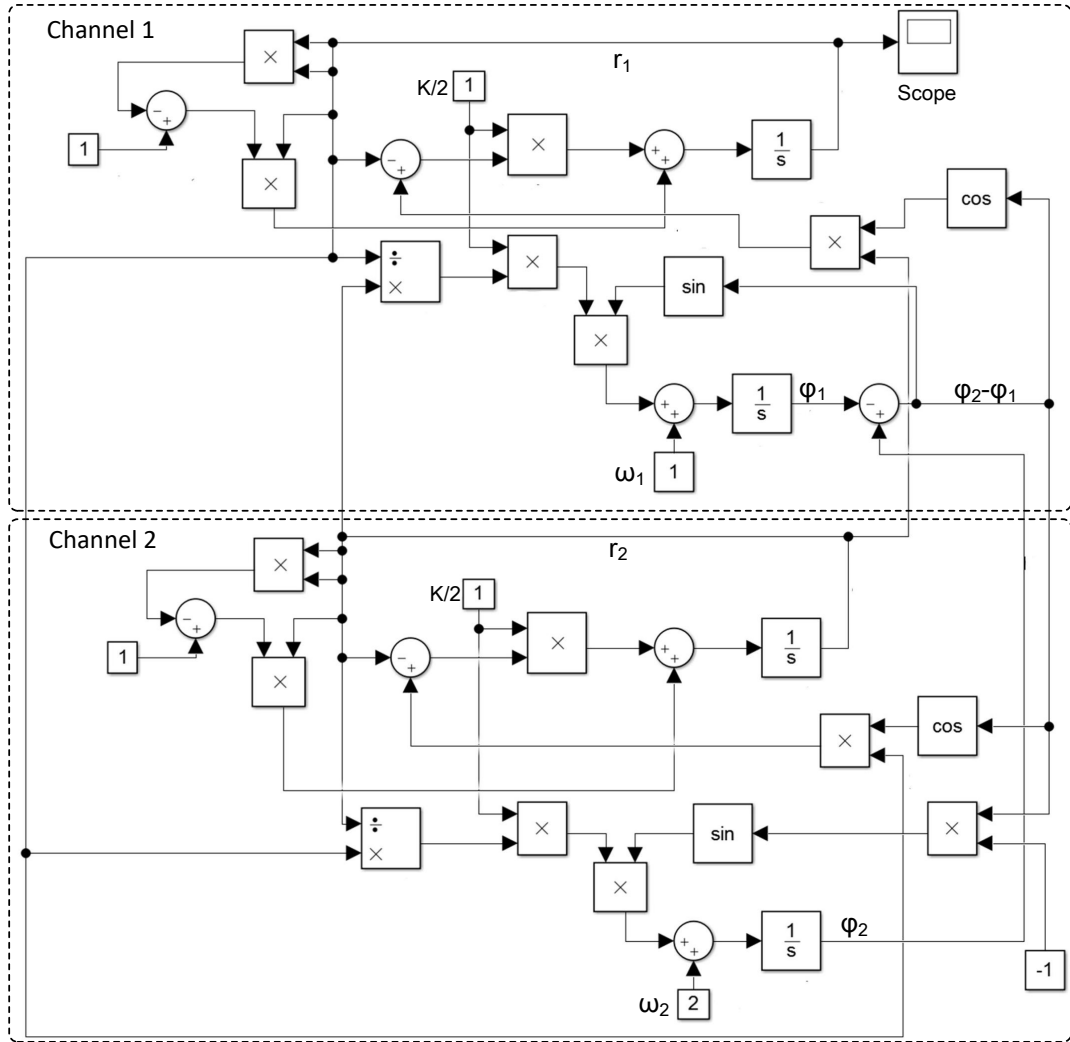 Channel 1
×
r₁
Scope
K/2 1
- +
1
×
×
- +
+ +
1
s
cos
×
÷
×
×
sin
×
+ +
1
s
φ₁
- +
φ₂-φ₁
ω₁ 1
Channel 2
×
r₂
K/2 1
- +
1
×
×
- +
+ +
1
s
cos
×
÷
×
×
sin
×
×
+ +
1
s
φ₂
-1
ω₂ 2